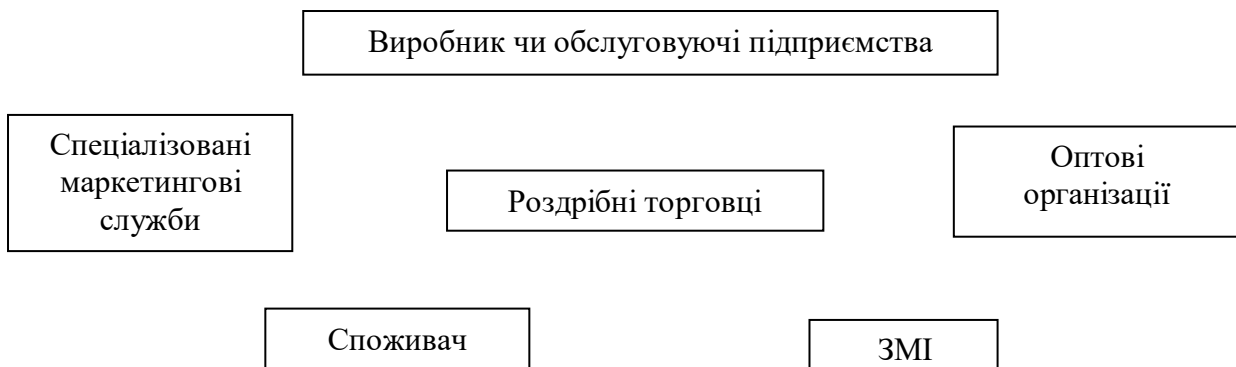 Виробник чи обслуговуючі підприємства
Спеціалізовані
маркетингові
служби
Роздрібні торговці
Оптові
організації
Споживач
ЗМІ